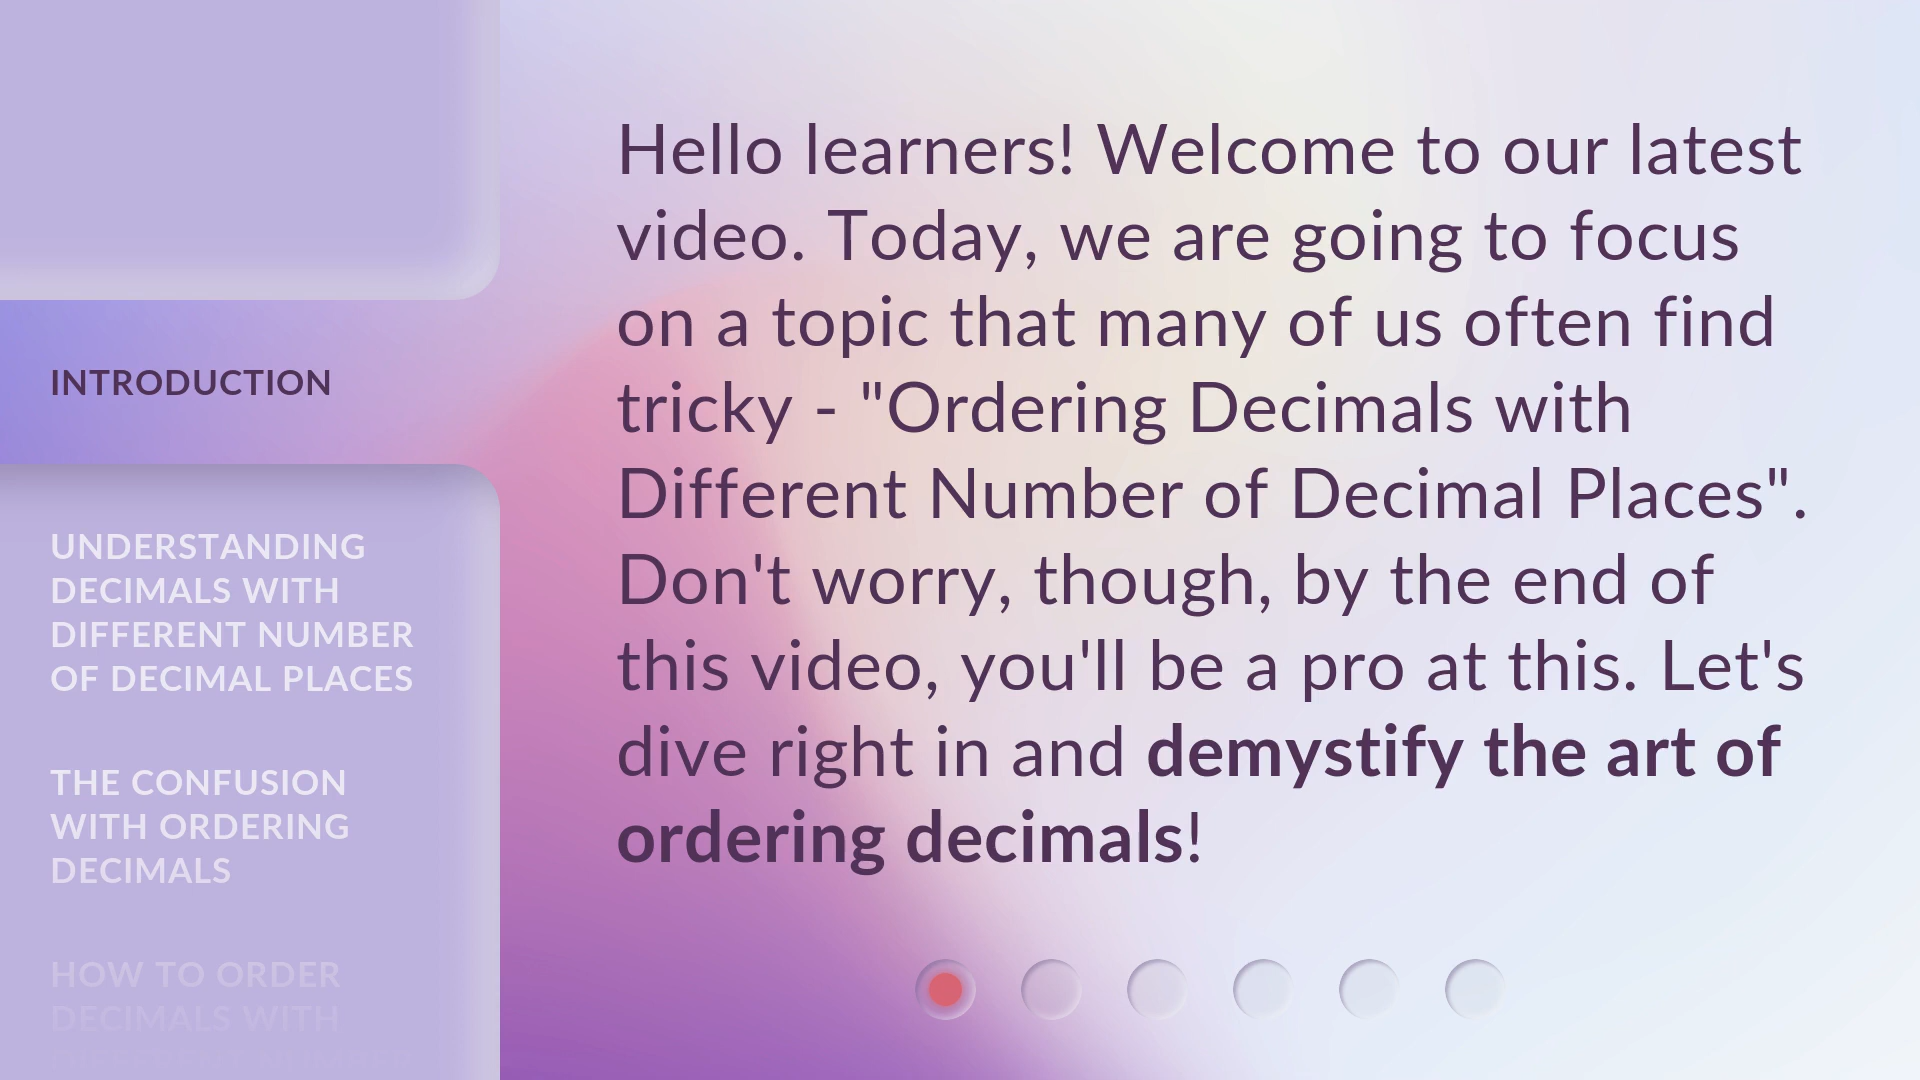 INTRODUCTION
UNDERSTANDING
DECIMALS WITH
DIFFERENT NUMBER
OF DECIMAL PLACES
THE CONFUSION
WITH ORDERING
DECIMALS
HOW TO ORDER
DECIMALS WITH
Hello learners! Welcome to our latest
video. Today, we are going to focus
on a topic that many of us often find
tricky - "Ordering Decimals with
Different Number of Decimal Places".
Don't worry, though, by the end of
this video, you'll be a pro at this. Let's
dive right in and demystify the art of
ordering decimals!